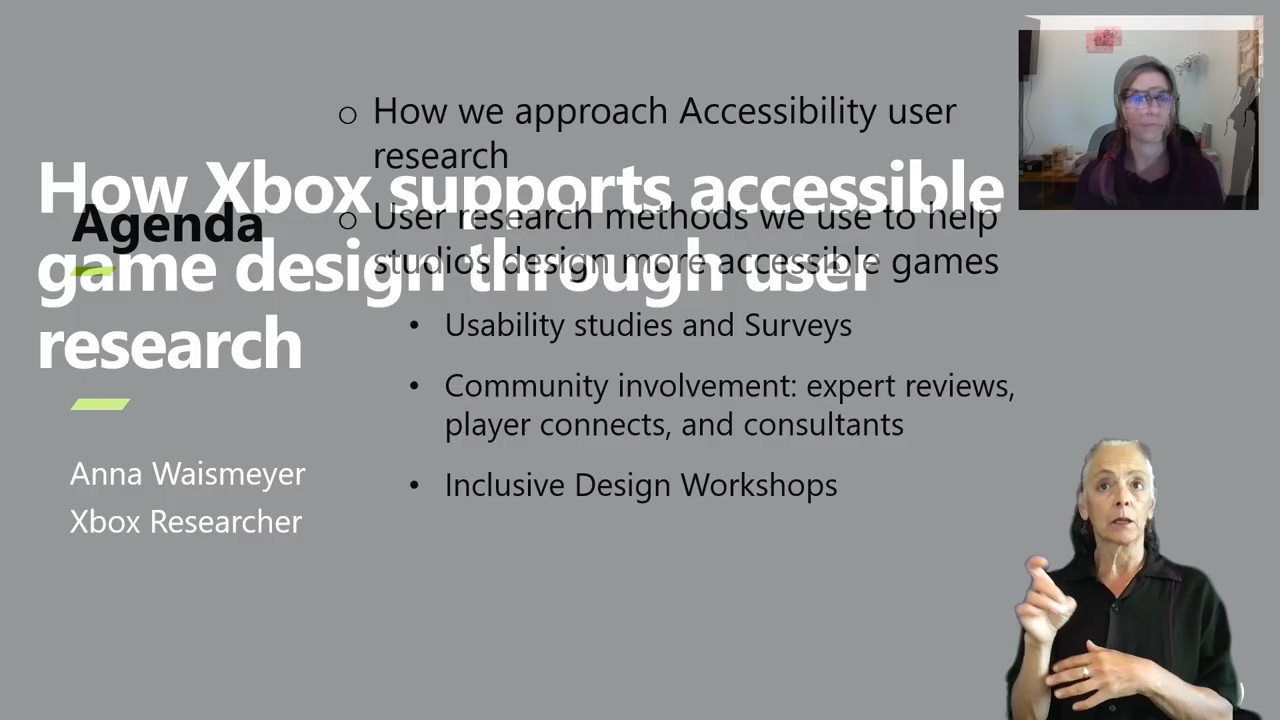 How Xbox supports accessible
game design through user
research
Anna Waismeyer
Xbox Researcher
Agenda
o How we approach Accessibility user
research
o User research methods we use to help
studios design more accessible games
• Usability studies and Surveys
• Community involvement: expert reviews,
player connects, and consultants
• Inclusive Design Workshops